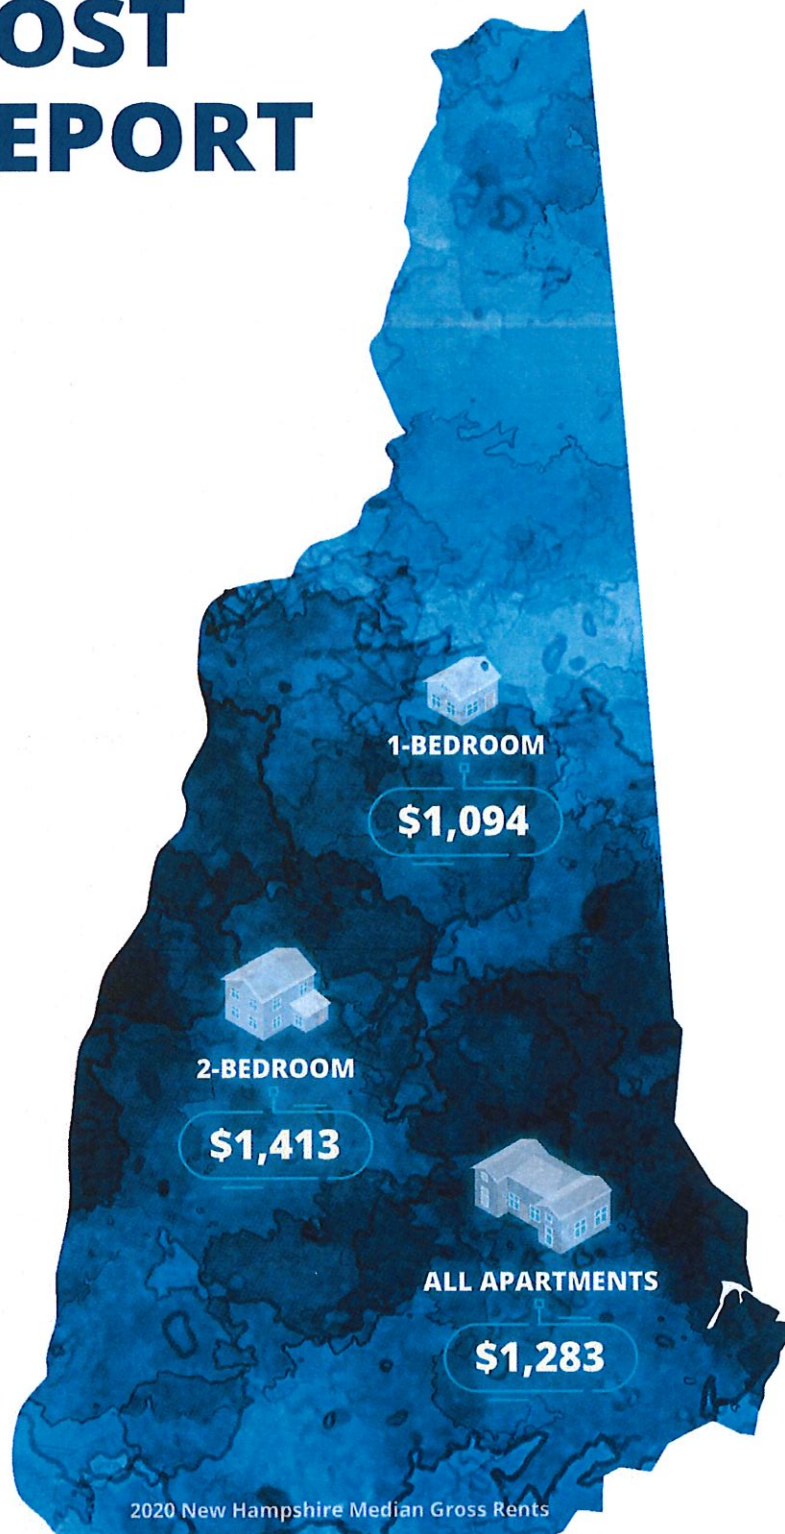 OST
EPORT
1-BEDROOM
$1,094
2-BEDROOM
$1,413
ALL APARTMENTS
$1,283
2020 New Hampshire Median Gross Rents